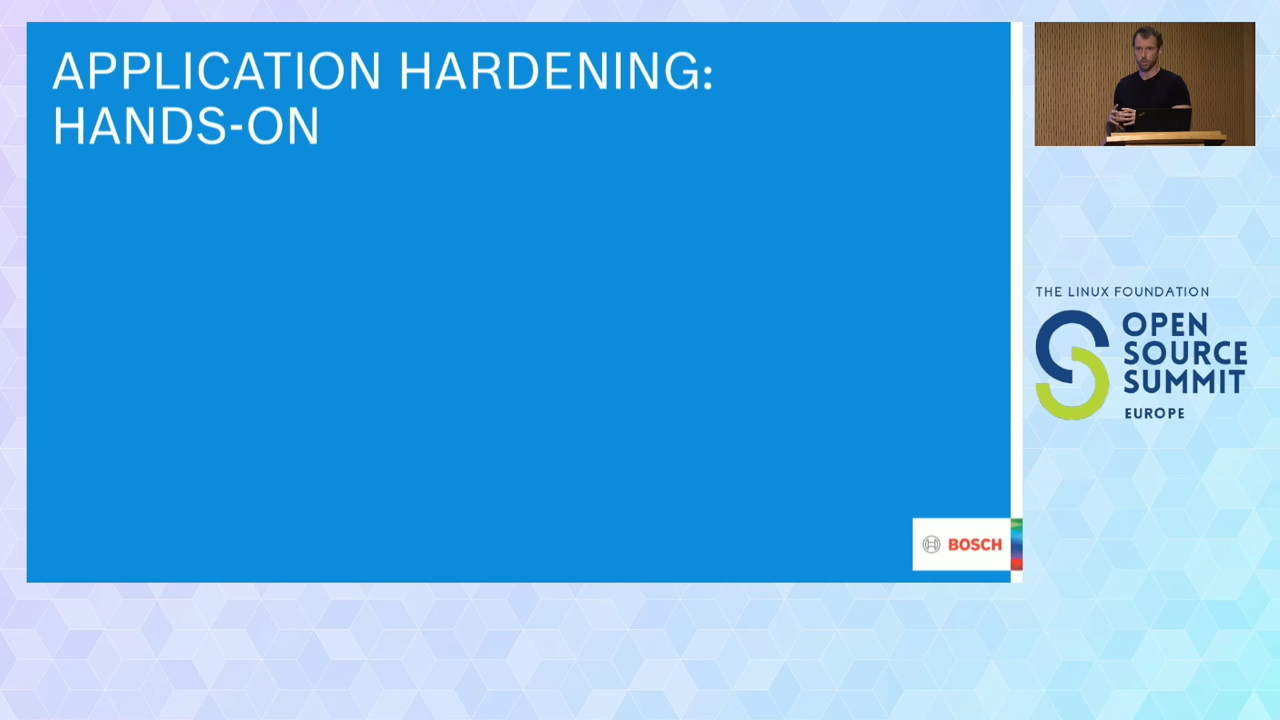 APPLICATION HARDENING:
HANDS-ON
BOSCH
THE LINUX FOUNDATION
OPEN
SOURCE
SUMMIT
EUROPE